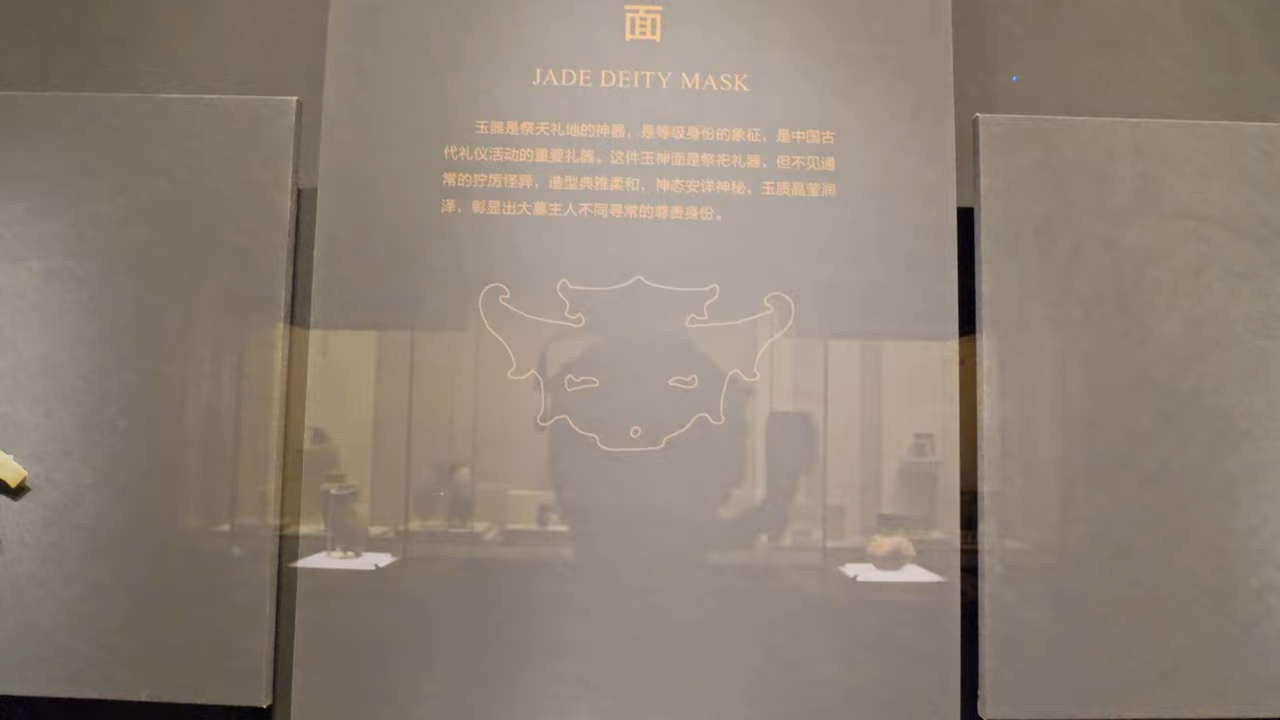 面
JADE DEITY MASK
玉器是祭天礼地的神器，是等级身份的象征，是中国古
代礼仪活动的重要礼器。这件玉神面是祭祀礼器，但不见通
常的狞厉怪异，造型典雅柔和，神态安详神秘，玉质晶莹润
泽，彰显出大墓主人不同寻常的尊贵身份。